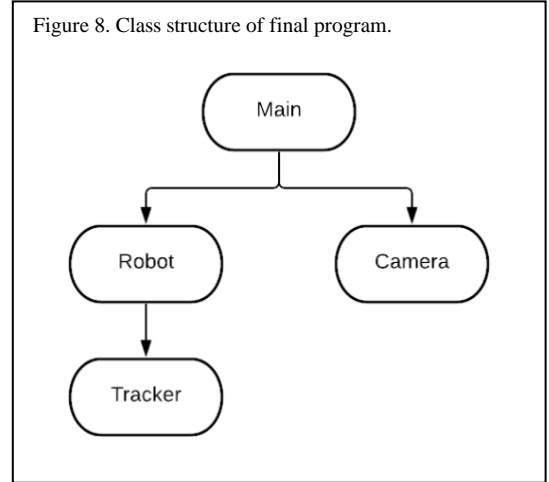 Figure 8. Class structure of final program.
Main
Robot
Camera
Tracker